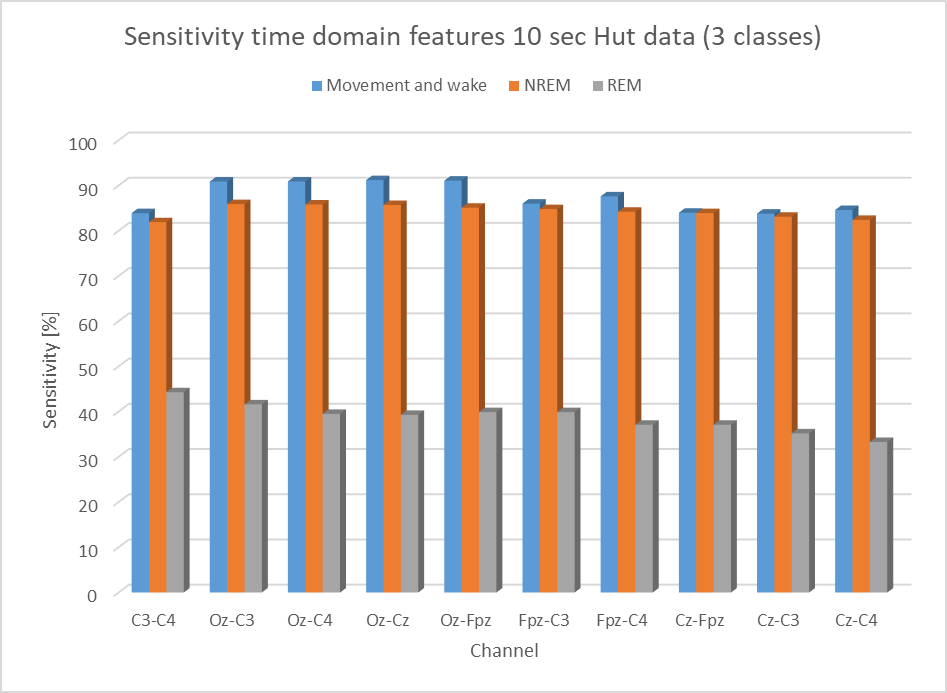 Sensitivity time domain features 10 sec Hut data (3 classes)
Movement and wake NREM REM
100
90
80
70
60
50
40
30
20
10
0
Sensitivity [%]
C3-C4 Oz-C3 Oz-C4 Oz-Cz Oz-Fpz Fpz-C3 Fpz-C4 Cz-Fpz Cz-C3 Cz-C4
Channel